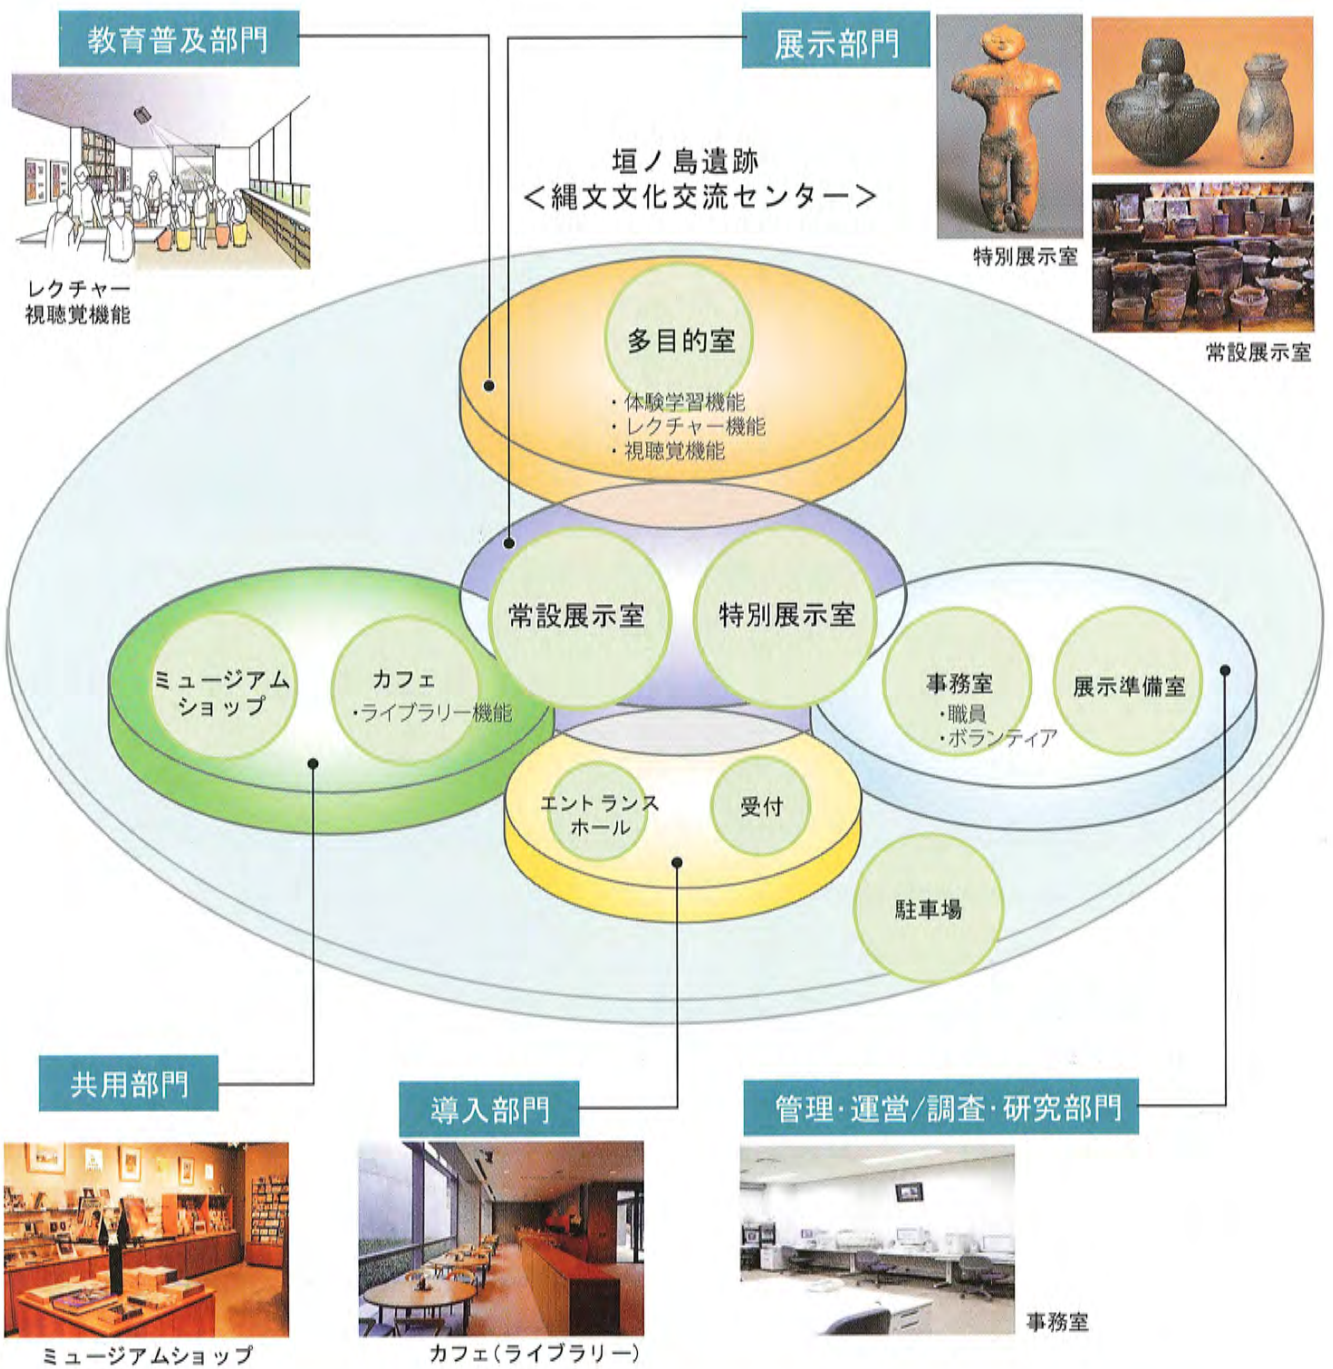 教育普及部門
展示部門
垣ノ島遺跡
<縄文文化交流センター>
レクチャー
視聴覚機能
特別展示室
常設展示室
多目的室
・体験学習機能
・レクチャー機能
・視聴覚機能
常設展示室
特別展示室
ミュージアム
ショップ
カフェ
・ライブラリー機能
事務室
・職員
・ボランティア
展示準備室
エントランス
ホール
受付
駐車場
共用部門
導入部門
管理・運営/調査・研究部門
ミュージアムショップ
カフェ(ライブラリー)
事務室